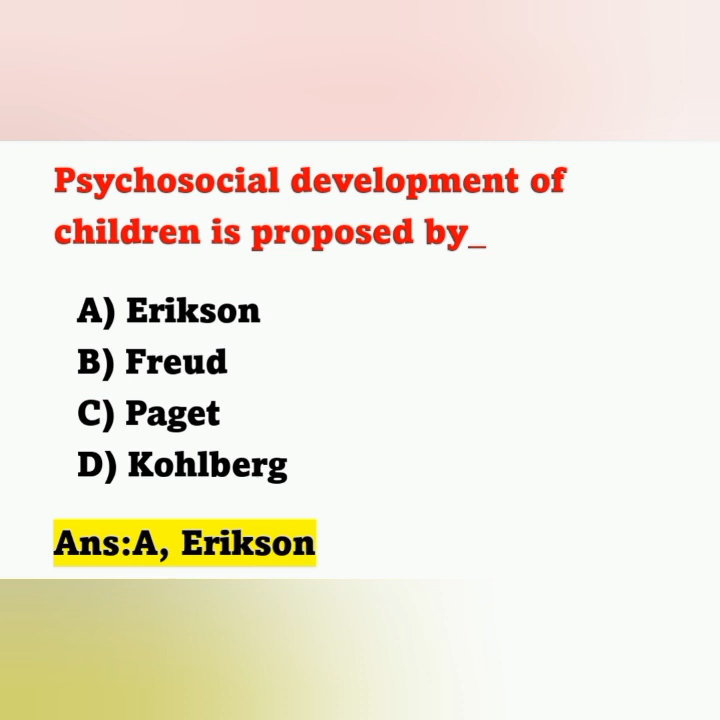 Psychosocial development of
children is proposed by_
A) Erikson
B) Freud
C) Paget
D) Kohlberg
Ans:A, Erikson